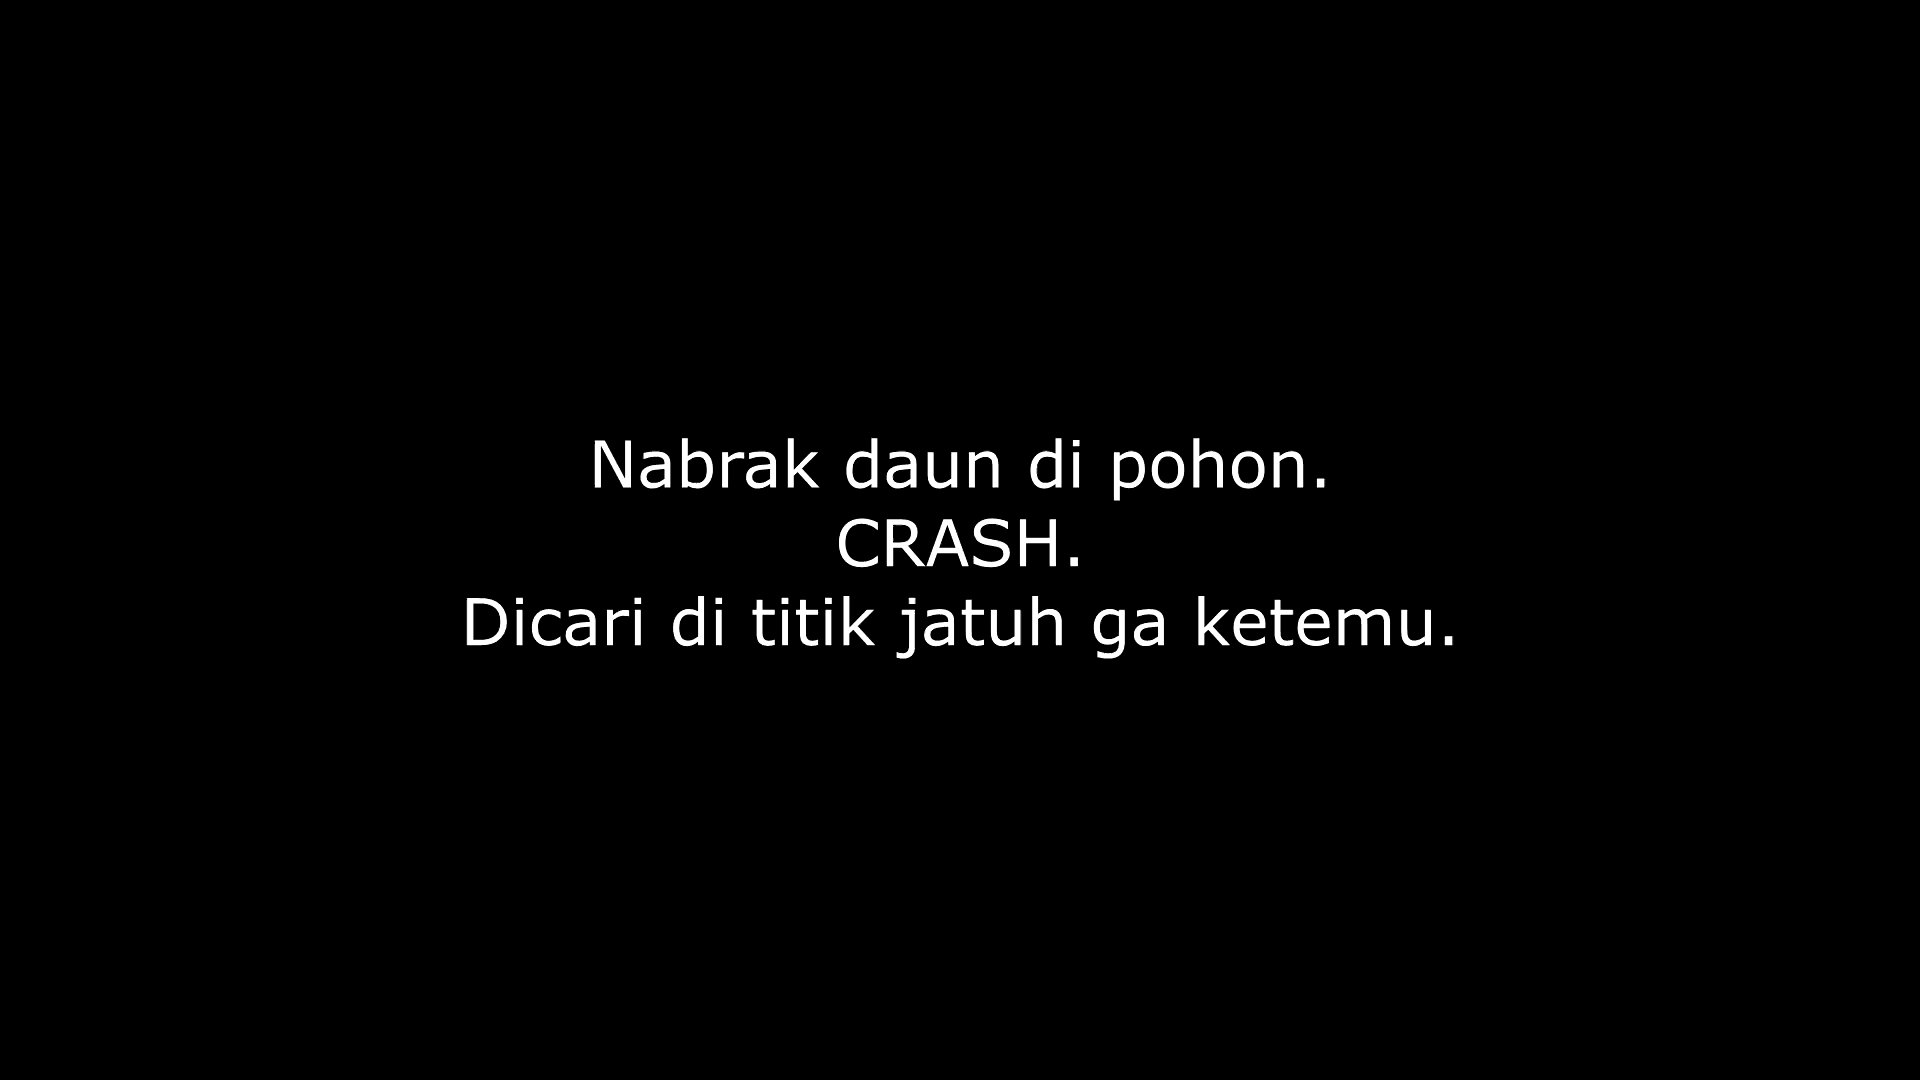 Nabrak daun di pohon.
CRASH.
Dicari di titik jatuh ga ketemu.